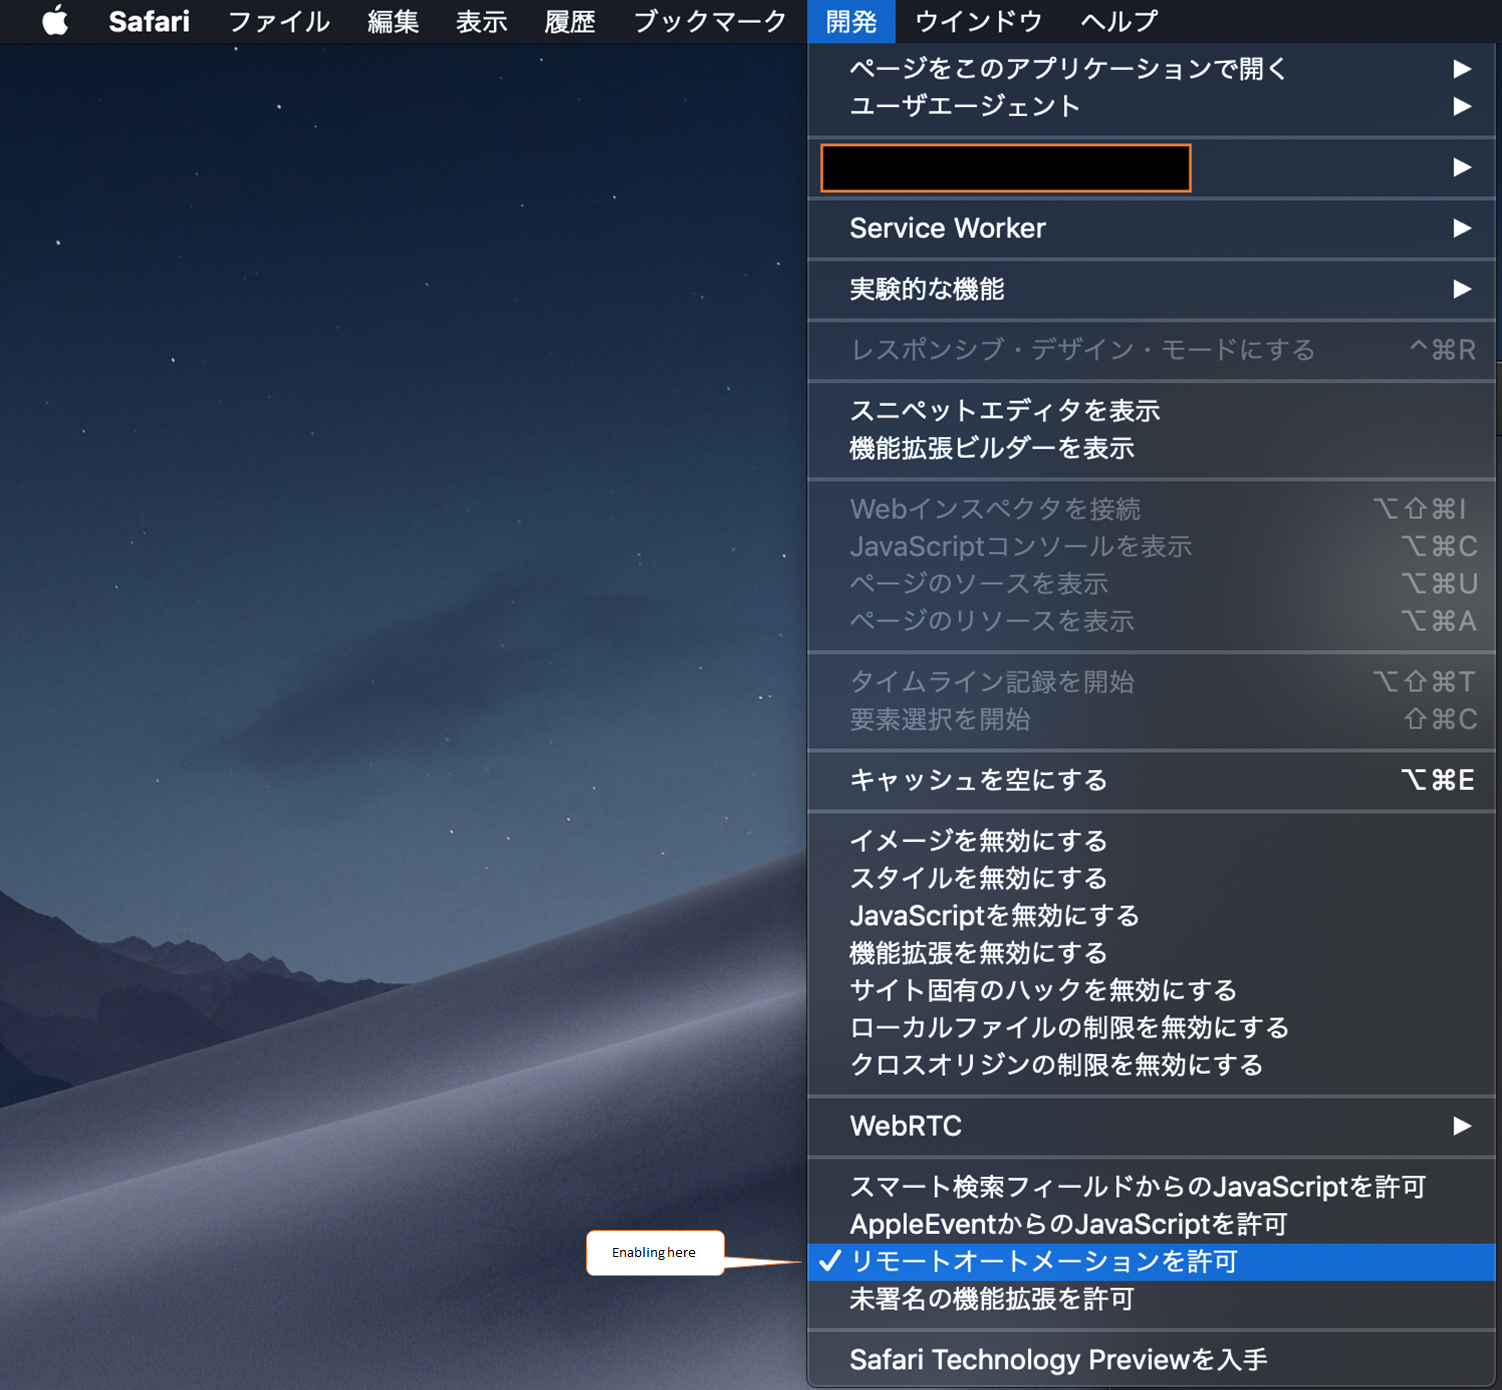 Safari ファイル 編集 表示 履歴 ブックマーク 開発 ウインドウ ヘルプ
ページをこのアプリケーションで開く ▶
ユーザエージェント ▶
▶
Service Worker ▶
実験的な機能 ▶
レスポンシブ・デザイン・モードにする ^⌘R
スニペットエディタを表示
機能拡張ビルダーを表示
Webインスペクタを接続 ⌥⇧⌘I
JavaScriptコンソールを表示 ⌥⌘C
ページのソースを表示 ⌥⌘U
ページのリソースを表示 ⌥⌘A
タイムライン記録を開始 ⌥⇧⌘T
要素選択を開始 ⇧⌘C
キャッシュを空にする ⌥⌘E
イメージを無効にする
スタイルを無効にする
JavaScriptを無効にする
機能拡張を無効にする
サイト固有のハックを無効にする
ローカルファイルの制限を無効にする
クロスオリジンの制限を無効にする
WebRTC ▶
スマート検索フィールドからのJavaScriptを許可
AppleEventからのJavaScriptを許可
Enabling here
✓リモートオートメーションを許可
未署名の機能拡張を許可
Safari Technology Previewを入手